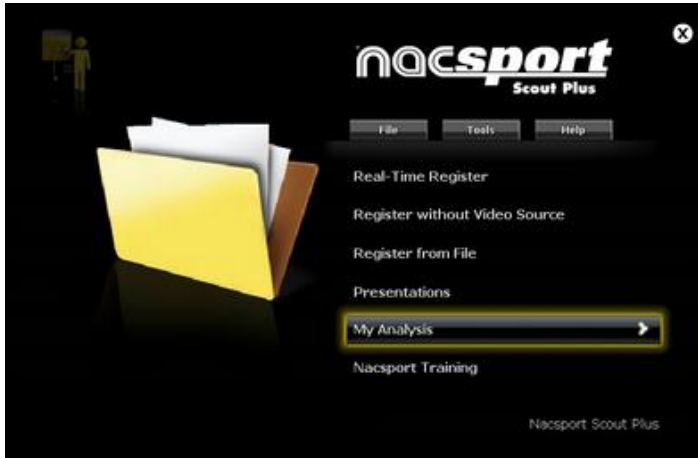 nacsport
Scout Plus
File Tools Help
Real-Time Register
Register without Video Source
Register from File
Presentations
My Analysis
Nacsport Training
Nacsport Scout Plus